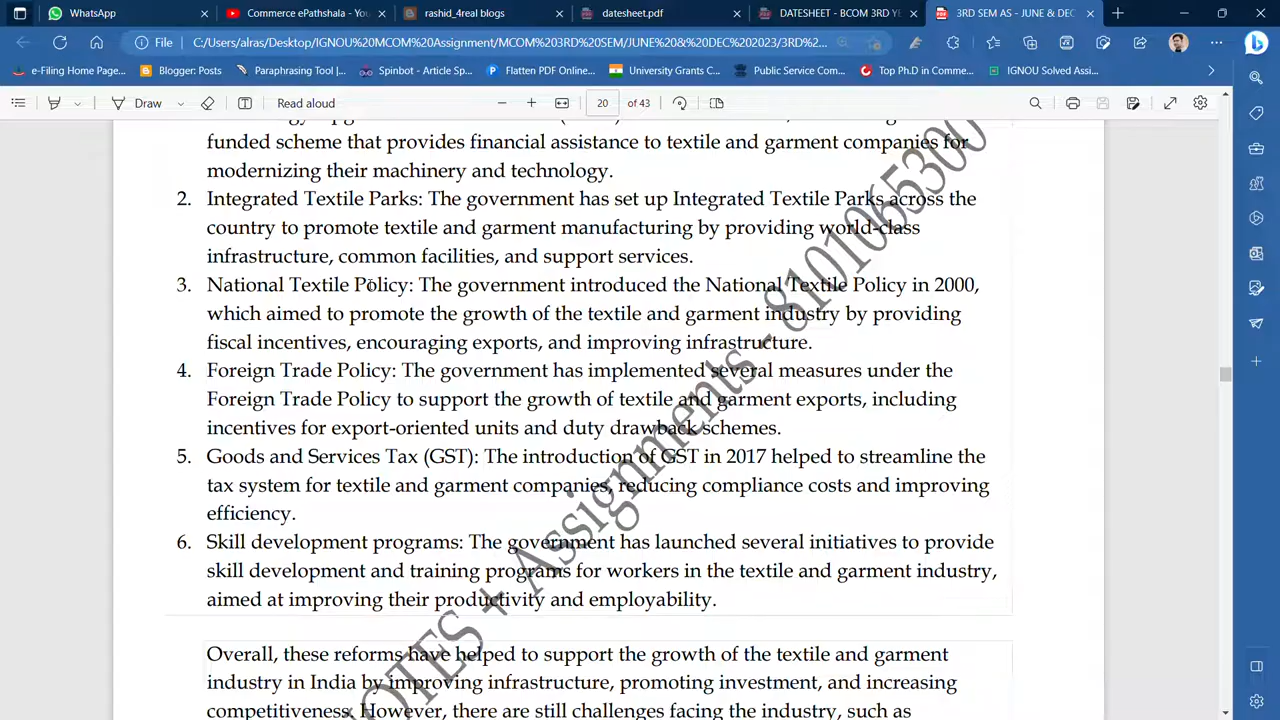 WhatsApp
Commerce ePathshala - You
rashid_4real blogs
datesheet.pdf
DATESHEET - BCOM 3RD YE
3RD SEM AS - JUNE & DEC
File
C:/Users/alras/Desktop/IGNOU%20MCOM%20Assignment/MCOM%203RD%20SEM/JUNE%20&%20DEC%202023/3RD%2...
e-Filing Home Page...
Blogger: Posts
Paraphrasing Tool |...
Spinbot - Article Sp...
Flatten PDF Online...
University Grants C...
Public Service Com...
Top Ph.D in Comme...
IGNOU Solved Assi...
Draw
Read aloud
20 of 43
funded scheme that provides financial assistance to textile and garment companies for
modernizing their machinery and technology.
2. Integrated Textile Parks: The government has set up Integrated Textile Parks across the
country to promote textile and garment manufacturing by providing world-class
infrastructure, common facilities, and support services.
3. National Textile Policy: The government introduced the National Textile Policy in 2000,
which aimed to promote the growth of the textile and garment industry by providing
fiscal incentives, encouraging exports, and improving infrastructure.
4. Foreign Trade Policy: The government has implemented several measures under the
Foreign Trade Policy to support the growth of textile and garment exports, including
incentives for export-oriented units and duty drawback schemes.
5. Goods and Services Tax (GST): The introduction of GST in 2017 helped to streamline the
tax system for textile and garment companies, reducing compliance costs and improving
efficiency.
6. Skill development programs: The government has launched several initiatives to provide
skill development and training programs for workers in the textile and garment industry,
aimed at improving their productivity and employability.
Overall, these reforms have helped to support the growth of the textile and garment
industry in India by improving infrastructure, promoting investment, and increasing
competitiveness. However, there are still challenges facing the industry, such as
NOTES + Assignments - 8101065300